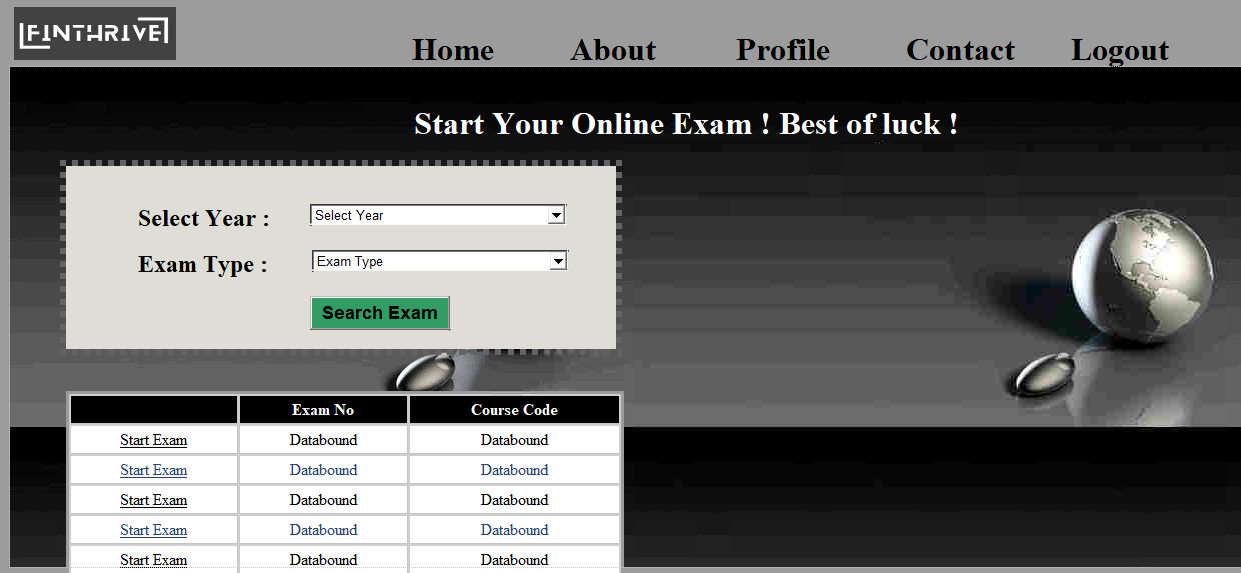 FINTHRIVE
Home About Profile Contact Logout
Start Your Online Exam ! Best of luck !
Select Year : Select Year
Exam Type : Exam Type
Search Exam
Exam No Course Code
Start Exam Databound Databound
Start Exam Databound Databound
Start Exam Databound Databound
Start Exam Databound Databound
Start Exam Databound Databound